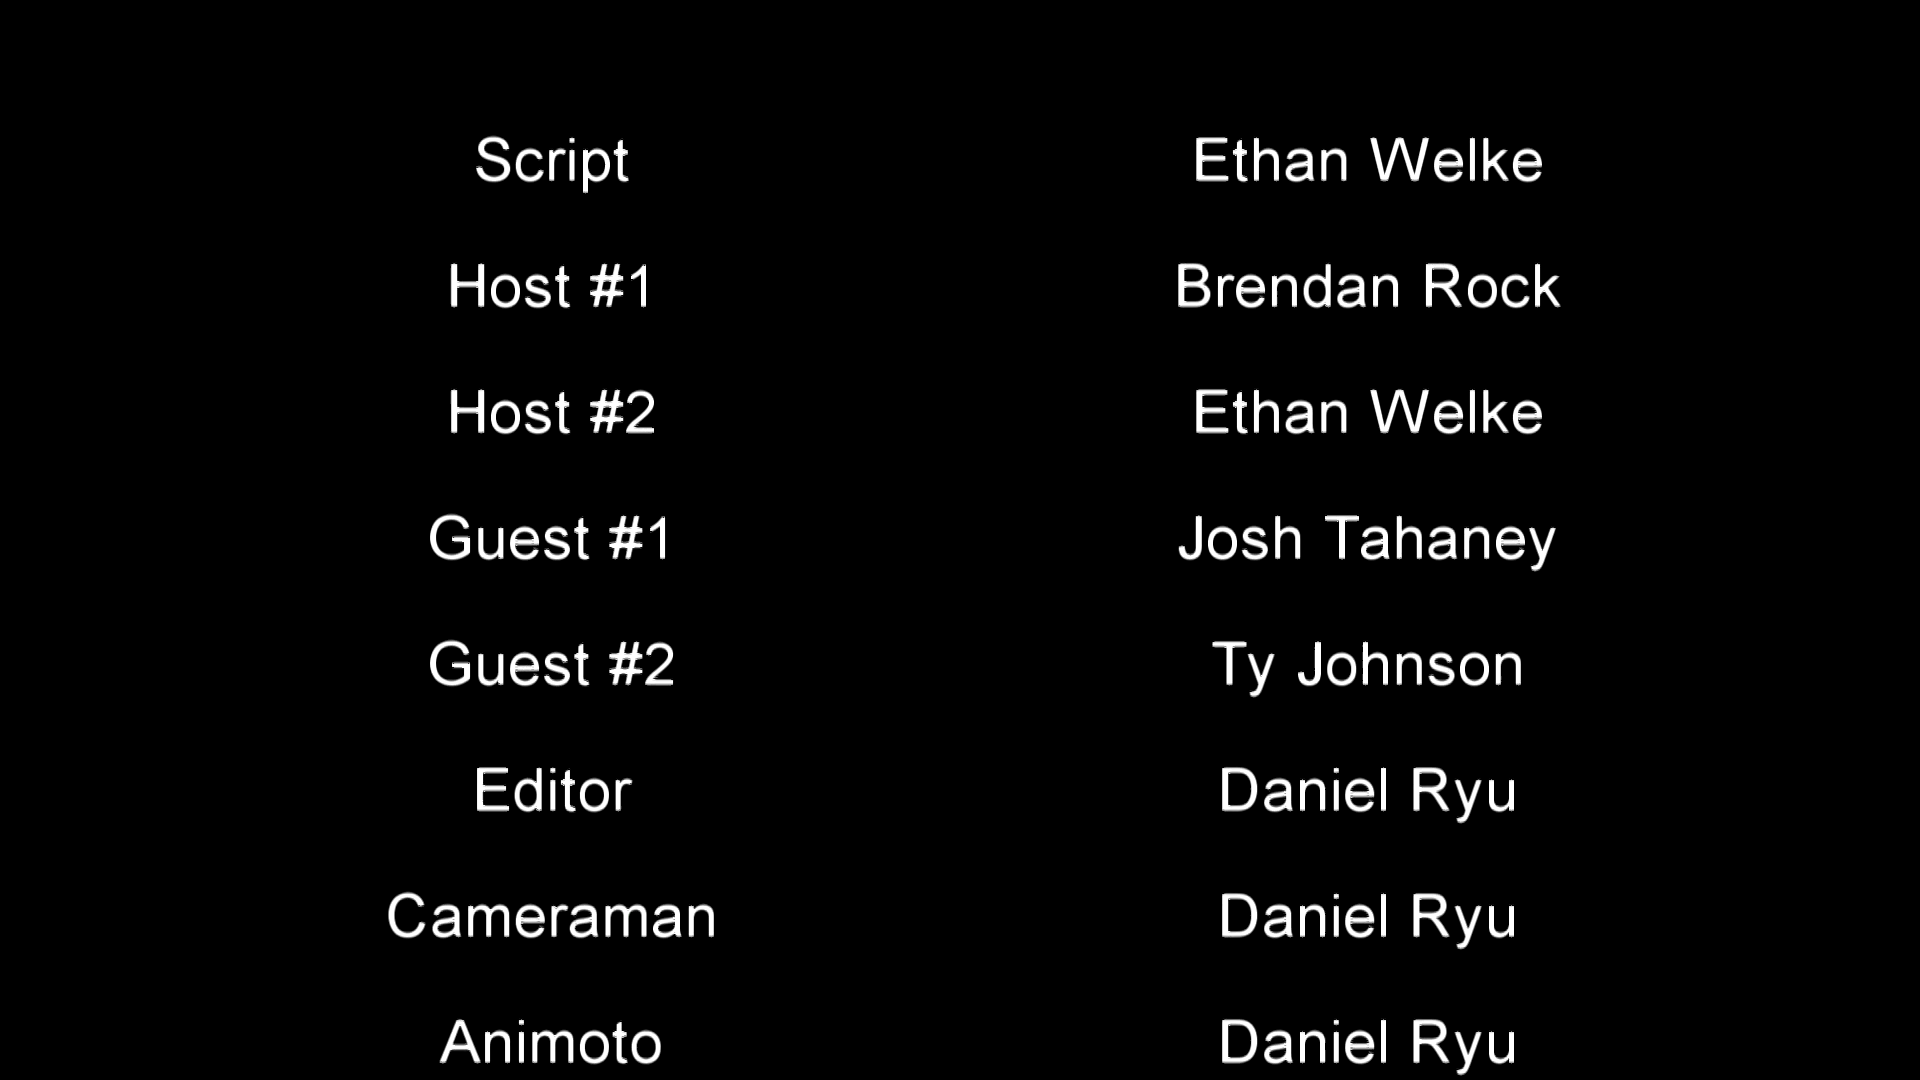 Script Ethan Welke
Host #1 Brendan Rock
Host #2 Ethan Welke
Guest #1 Josh Tahaney
Guest #2 Ty Johnson
Editor Daniel Ryu
Cameraman Daniel Ryu
Animoto Daniel Ryu